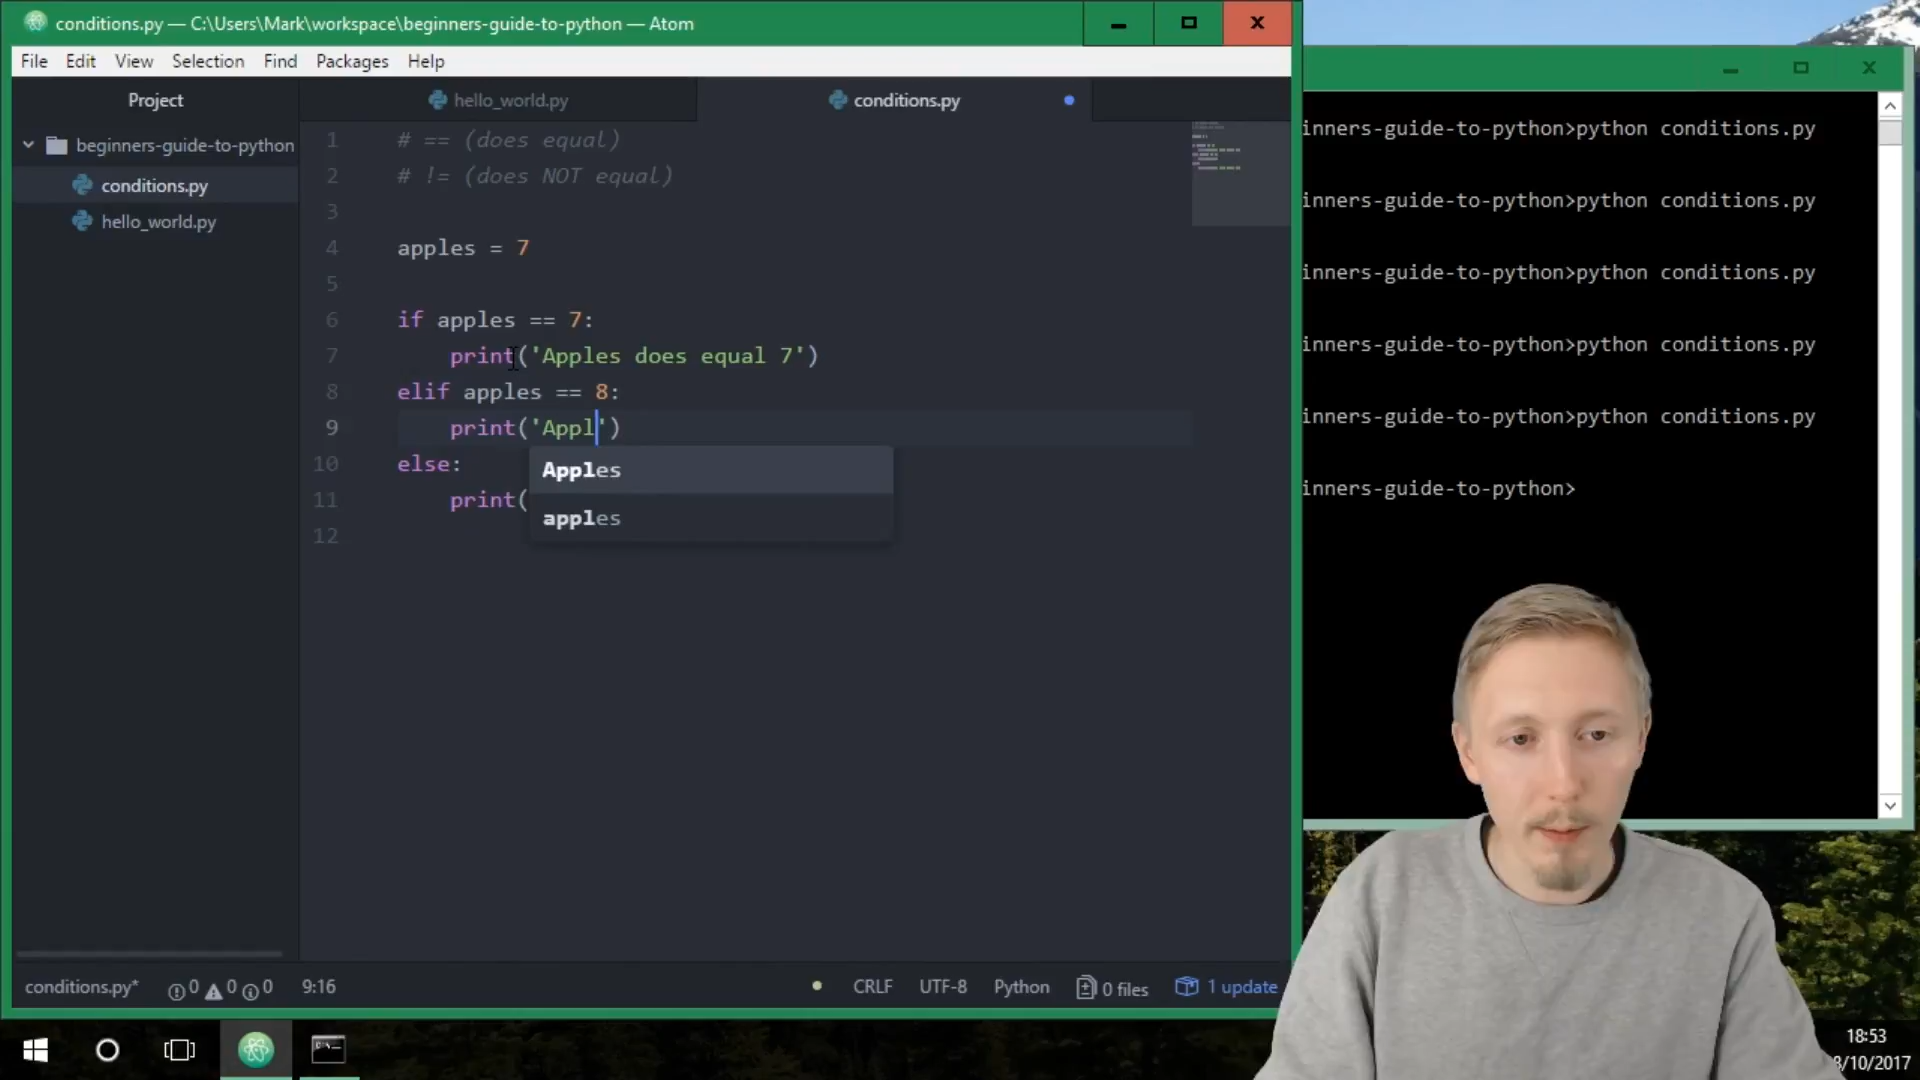 conditions.py — C:\Users\Mark\workspace\beginners-guide-to-python — Atom
File Edit View Selection Find Packages Help
Project
hello_world.py
conditions.py
beginners-guide-to-python
conditions.py
hello_world.py
1 # == (does equal)
2 # != (does NOT equal)
3
4 apples = 7
5
6 if apples == 7:
7 print('Apples does equal 7')
8 elif apples == 8:
9 print('Appl')
10 else:
11 print(
12
Apples
apples
inners-guide-to-python>python conditions.py
inners-guide-to-python>python conditions.py
inners-guide-to-python>python conditions.py
inners-guide-to-python>python conditions.py
inners-guide-to-python>python conditions.py
inners-guide-to-python>
conditions.py* 0 0 0 9:16 CRLF UTF-8 Python 0 files 1 update
18:53
8/10/2017